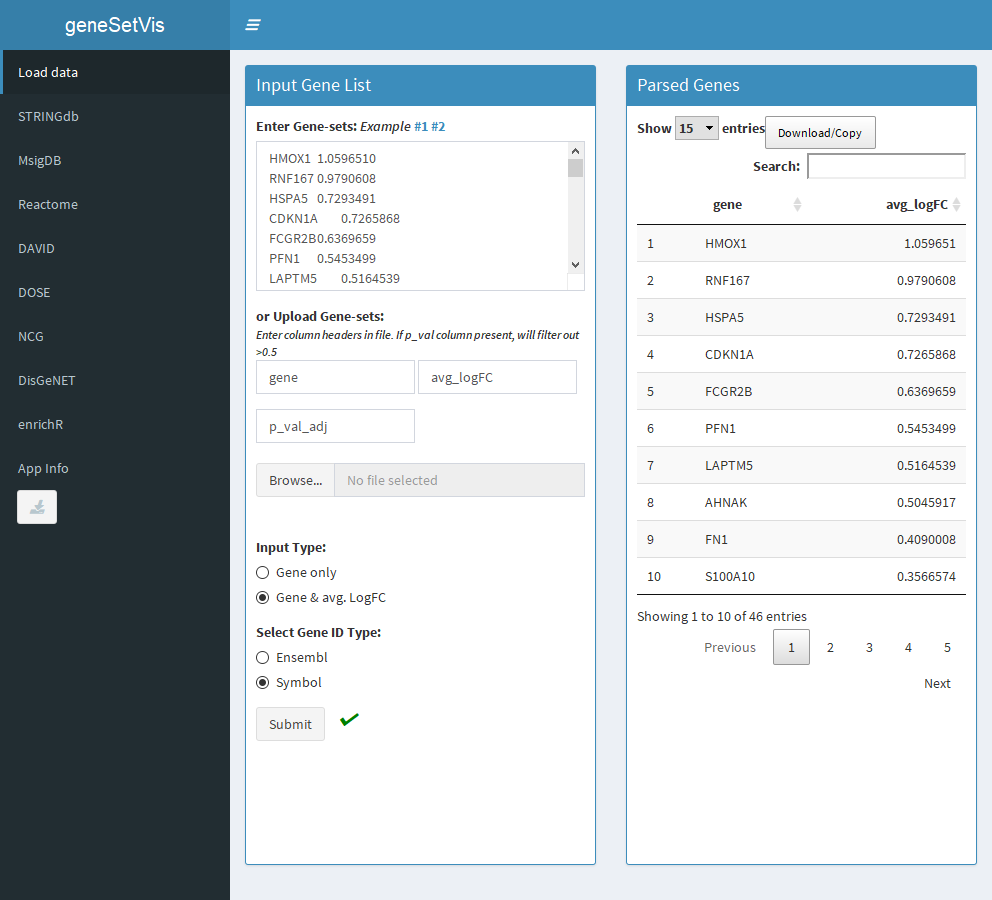 geneSetVis
Load data
STRINGdb
MsigDB
Reactome
DAVID
DOSE
NCG
DisGeNET
enrichR
App Info
Input Gene List
Enter Gene-sets: Example #1 #2
HMOX1 1.0596510
RNF167 0.9790608
HSPA5 0.7293491
CDKN1A 0.7265868
FCGR2B0.6369659
PFN1 0.5453499
LAPTM5 0.5164539
or Upload Gene-sets:
Enter column headers in file. If p_val column present, will filter out
>0.5
gene avg_logFC
p_val_adj
Browse... No file selected
Input Type:
Gene only
Gene & avg. LogFC
Select Gene ID Type:
Ensembl
Symbol
Submit
Parsed Genes
Show 15 entries Download/Copy
Search:
gene avg_logFC
1 HMOX1 1.059651
2 RNF167 0.9790608
3 HSPA5 0.7293491
4 CDKN1A 0.7265868
5 FCGR2B 0.6369659
6 PFN1 0.5453499
7 LAPTM5 0.5164539
8 AHNAK 0.5045917
9 FN1 0.4090008
10 S100A10 0.3566574
Showing 1 to 10 of 46 entries
Previous 1 2 3 4 5
Next